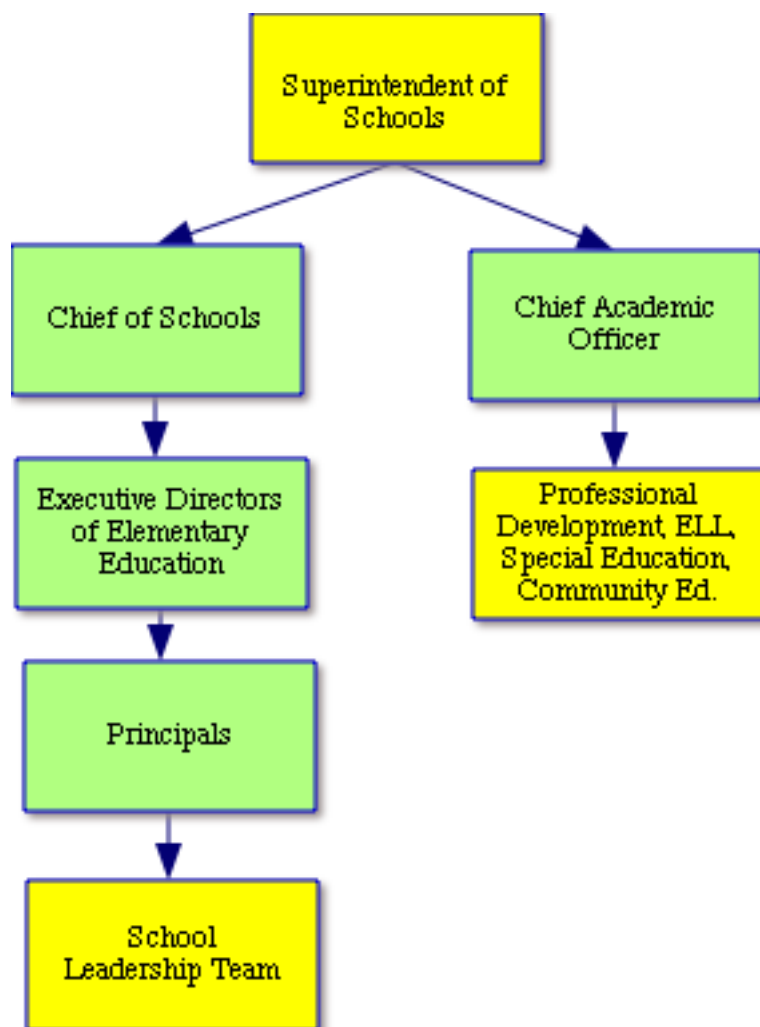 Superintendent of
Schools
Chief of Schools
Chief Academic
Officer
Executive Directors
of Elementary
Education
Professional
Development, ELL,
Special Education,
Community Ed.
Principals
School
Leadership Team